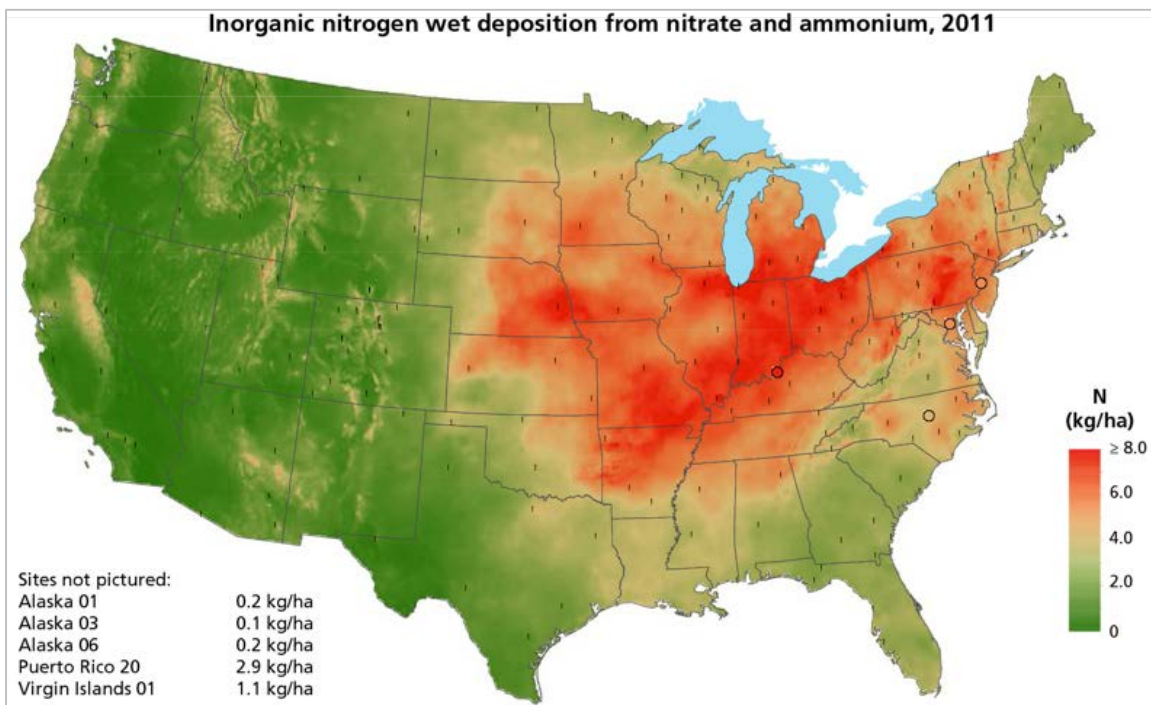 Inorganic nitrogen wet deposition from nitrate and ammonium, 2011
N
(kg/ha)
≥ 8.0
6.0
4.0
2.0
0
Sites not pictured:
Alaska 01 0.2 kg/ha
Alaska 03 0.1 kg/ha
Alaska 06 0.2 kg/ha
Puerto Rico 20 2.9 kg/ha
Virgin Islands 01 1.1 kg/ha